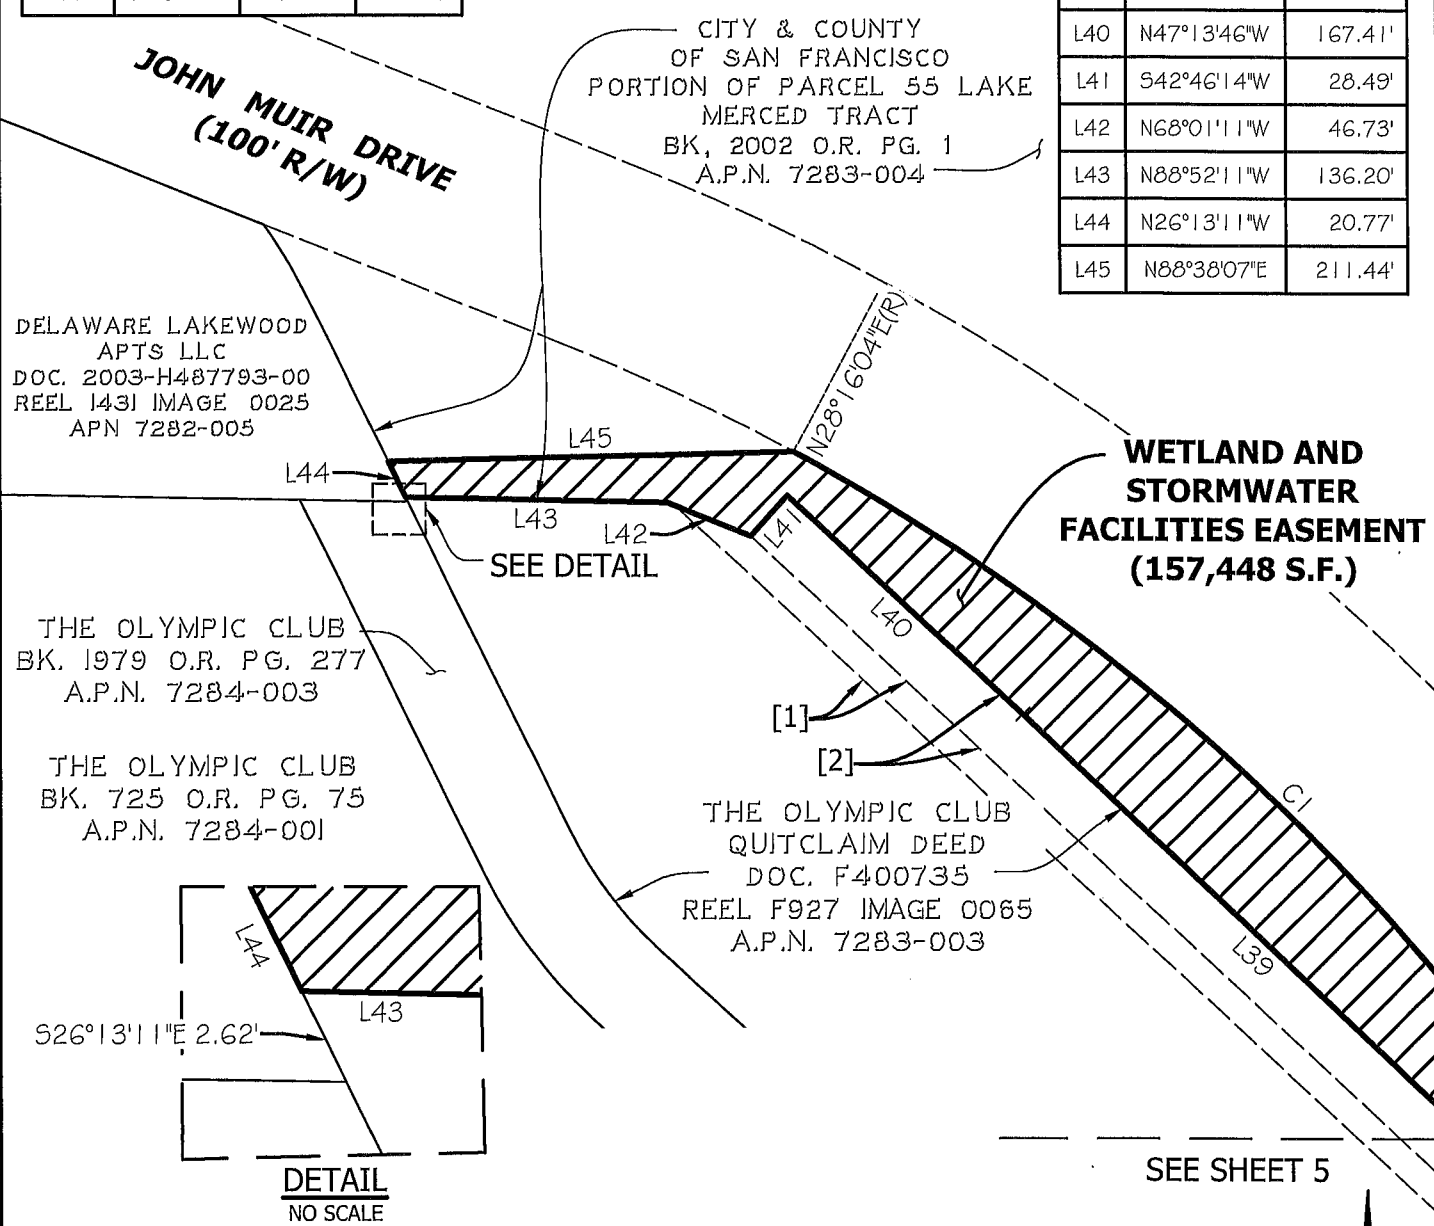 JOHN MUIR DRIVE
(100' R/W)
CITY & COUNTY
OF SAN FRANCISCO
PORTION OF PARCEL 55 LAKE
MERCED TRACT
BK, 2002 O.R. PG. 1
A.P.N. 7283-004
L40 N47°13'46"W 167.41'
L41 S42°46'14"W 28.49'
L42 N68°01'11"W 46.73'
L43 N88°52'11"W 136.20'
L44 N26°13'11"W 20.77'
L45 N88°38'07"E 211.44'
DELAWARE LAKEWOOD
APTS LLC
DOC. 2003-H487793-00
REEL I431 IMAGE 0025
APN 7282-005
N28°16'04"E(R)
L45
L44
L43
L42
L41
L40
SEE DETAIL
WETLAND AND
STORMWATER
FACILITIES EASEMENT
(157,448 S.F.)
THE OLYMPIC CLUB
BK. 1979 O.R. PG. 277
A.P.N. 7284-003
[1]
[2]
THE OLYMPIC CLUB
BK. 725 O.R. PG. 75
A.P.N. 7284-001
THE OLYMPIC CLUB
QUITCLAIM DEED
DOC. F400735
REEL F927 IMAGE 0065
A.P.N. 7283-003
C1
L39
L44
L43
S26°13'11"E 2.62'
DETAIL
NO SCALE
SEE SHEET 5